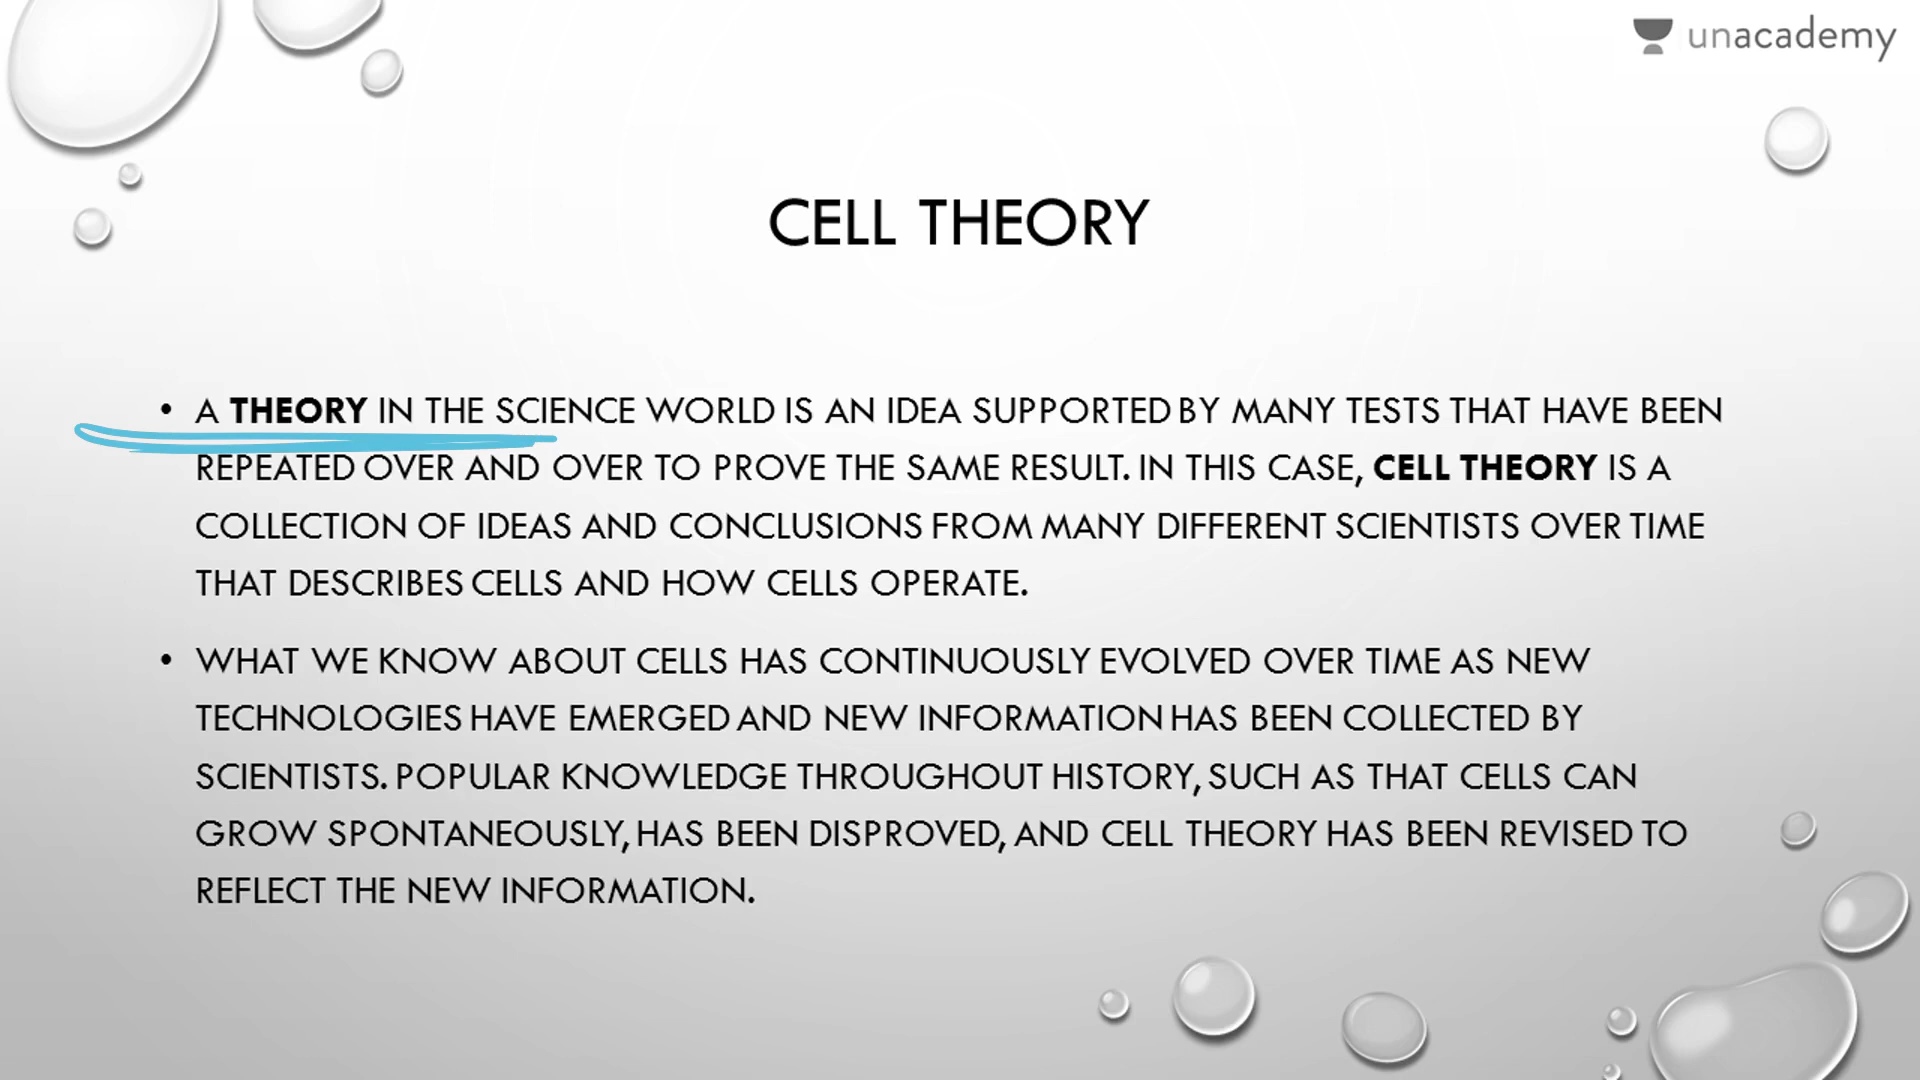 unacademy
CELL THEORY
• A THEORY IN THE SCIENCE WORLD IS AN IDEA SUPPORTED BY MANY TESTS THAT HAVE BEEN
REPEATED OVER AND OVER TO PROVE THE SAME RESULT. IN THIS CASE, CELL THEORY IS A
COLLECTION OF IDEAS AND CONCLUSIONS FROM MANY DIFFERENT SCIENTISTS OVER TIME
THAT DESCRIBES CELLS AND HOW CELLS OPERATE.
• WHAT WE KNOW ABOUT CELLS HAS CONTINUOUSLY EVOLVED OVER TIME AS NEW
TECHNOLOGIES HAVE EMERGED AND NEW INFORMATION HAS BEEN COLLECTED BY
SCIENTISTS. POPULAR KNOWLEDGE THROUGHOUT HISTORY, SUCH AS THAT CELLS CAN
GROW SPONTANEOUSLY, HAS BEEN DISPROVED, AND CELL THEORY HAS BEEN REVISED TO
REFLECT THE NEW INFORMATION.